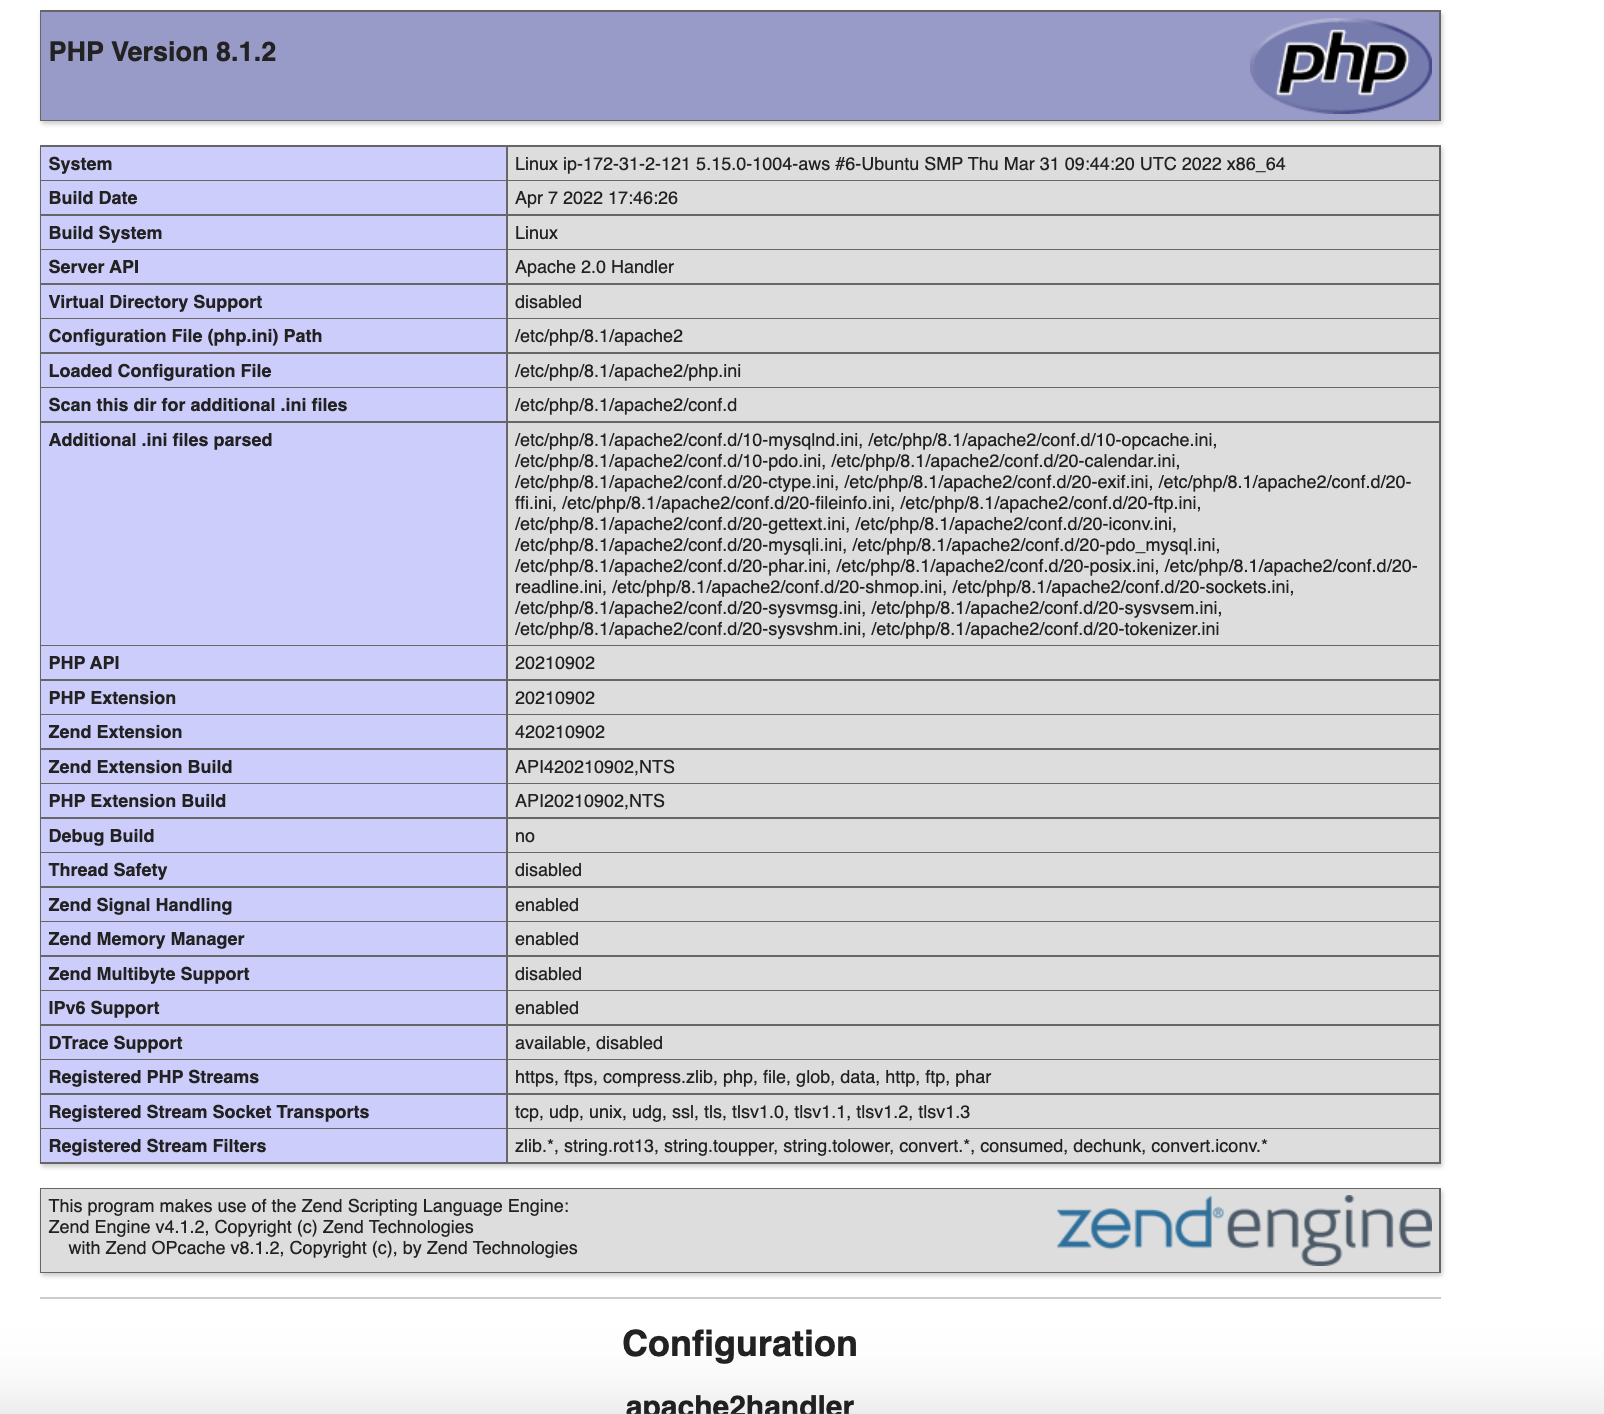 PHP Version 8.1.2
php
System Linux ip-172-31-2-121 5.15.0-1004-aws #6-Ubuntu SMP Thu Mar 31 09:44:20 UTC 2022 x86_64
Build Date Apr 7 2022 17:46:26
Build System Linux
Server API Apache 2.0 Handler
Virtual Directory Support disabled
Configuration File (php.ini) Path /etc/php/8.1/apache2
Loaded Configuration File /etc/php/8.1/apache2/php.ini
Scan this dir for additional .ini files /etc/php/8.1/apache2/conf.d
Additional .ini files parsed /etc/php/8.1/apache2/conf.d/10-mysqlnd.ini, /etc/php/8.1/apache2/conf.d/10-opcache.ini,
/etc/php/8.1/apache2/conf.d/10-pdo.ini, /etc/php/8.1/apache2/conf.d/20-calendar.ini,
/etc/php/8.1/apache2/conf.d/20-ctype.ini, /etc/php/8.1/apache2/conf.d/20-exif.ini, /etc/php/8.1/apache2/conf.d/20-
ffi.ini, /etc/php/8.1/apache2/conf.d/20-fileinfo.ini, /etc/php/8.1/apache2/conf.d/20-ftp.ini,
/etc/php/8.1/apache2/conf.d/20-gettext.ini, /etc/php/8.1/apache2/conf.d/20-iconv.ini,
/etc/php/8.1/apache2/conf.d/20-mysqli.ini, /etc/php/8.1/apache2/conf.d/20-pdo_mysql.ini,
/etc/php/8.1/apache2/conf.d/20-phar.ini, /etc/php/8.1/apache2/conf.d/20-posix.ini, /etc/php/8.1/apache2/conf.d/20-
readline.ini, /etc/php/8.1/apache2/conf.d/20-shmop.ini, /etc/php/8.1/apache2/conf.d/20-sockets.ini,
/etc/php/8.1/apache2/conf.d/20-sysvmsg.ini, /etc/php/8.1/apache2/conf.d/20-sysvsem.ini,
/etc/php/8.1/apache2/conf.d/20-sysvshm.ini, /etc/php/8.1/apache2/conf.d/20-tokenizer.ini
PHP API 20210902
PHP Extension 20210902
Zend Extension 420210902
Zend Extension Build API420210902,NTS
PHP Extension Build API20210902,NTS
Debug Build no
Thread Safety disabled
Zend Signal Handling enabled
Zend Memory Manager enabled
Zend Multibyte Support disabled
IPv6 Support enabled
DTrace Support available, disabled
Registered PHP Streams https, ftps, compress.zlib, php, file, glob, data, http, ftp, phar
Registered Stream Socket Transports tcp, udp, unix, udg, ssl, tls, tlsv1.0, tlsv1.1, tlsv1.2, tlsv1.3
Registered Stream Filters zlib.*, string.rot13, string.toupper, string.tolower, convert.*, consumed, dechunk, convert.iconv.*
This program makes use of the Zend Scripting Language Engine:
Zend Engine v4.1.2, Copyright (c) Zend Technologies
with Zend OPcache v8.1.2, Copyright (c), by Zend Technologies
zend® engine
Configuration
apache2handler